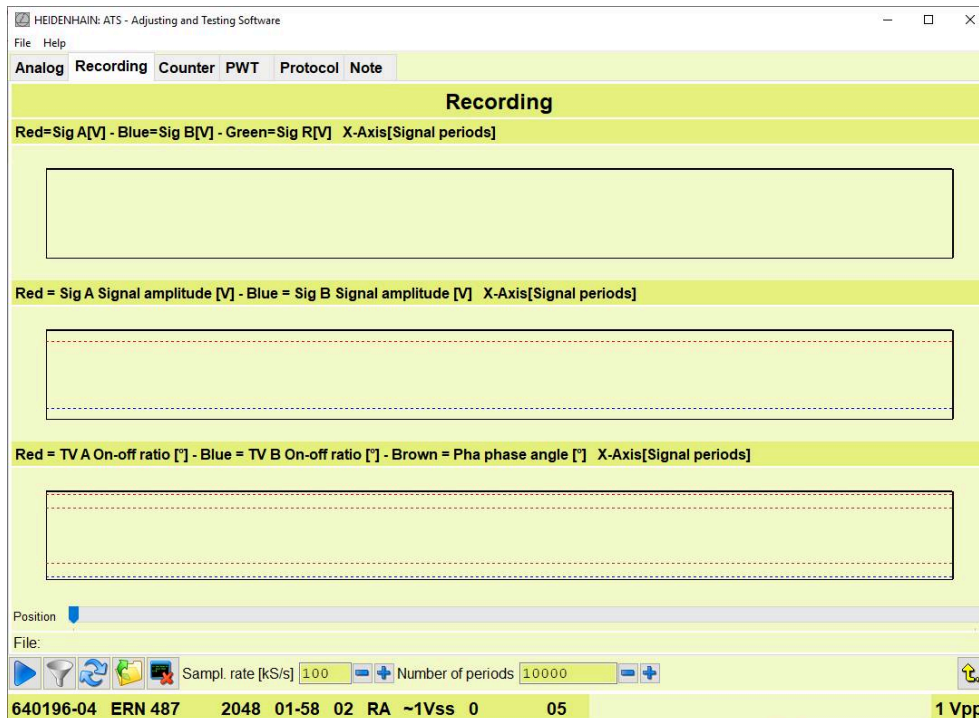 HEIDENHAIN: ATS - Adjusting and Testing Software
File Help
Analog Recording Counter PWT Protocol Note
Recording
Red=Sig A[V] - Blue=Sig B[V] - Green=Sig R[V] X-Axis[Signal periods]
Red = Sig A Signal amplitude [V] - Blue = Sig B Signal amplitude [V] X-Axis[Signal periods]
Red = TV A On-off ratio [°] - Blue = TV B On-off ratio [°] - Brown = Pha phase angle [°] X-Axis[Signal periods]
Position
File:
Sampl. rate [kS/s] 100 Number of periods 10000
640196-04 ERN 487 2048 01-58 02 RA ~1Vss 0 05 1 Vpp